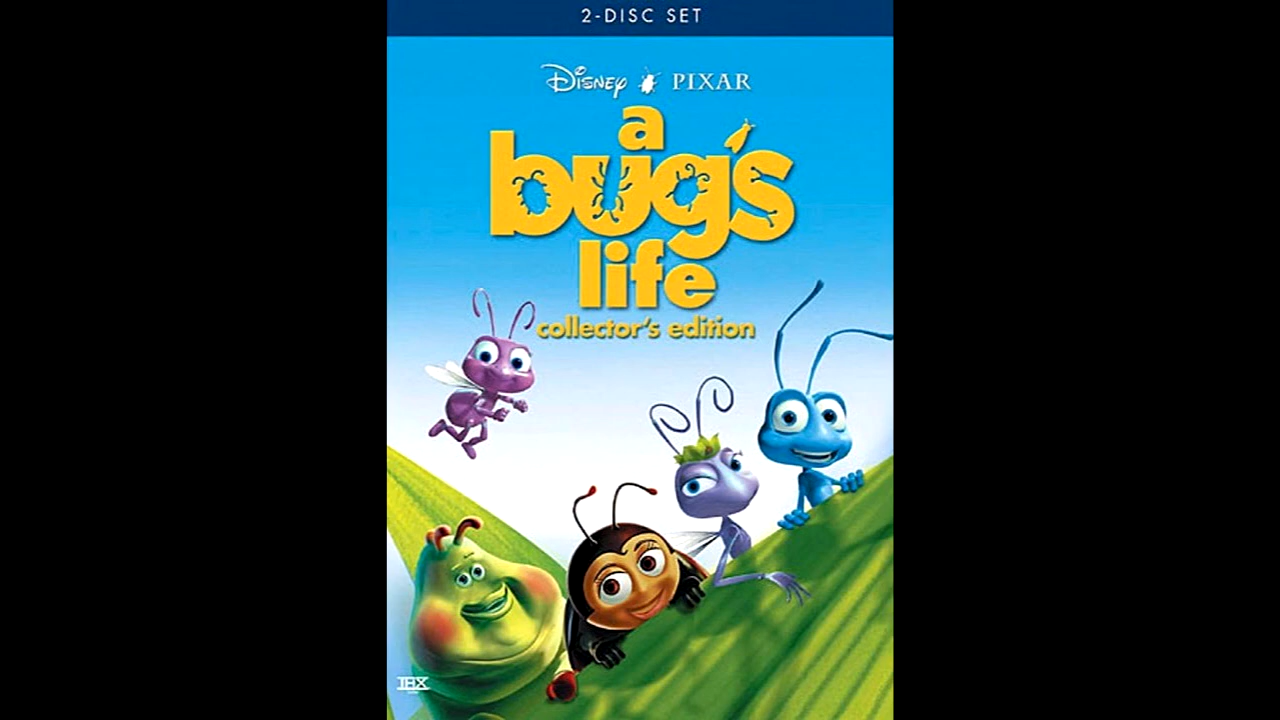 2-DISC SET
Disney PIXAR
a
bug's
life
collector's edition
THX